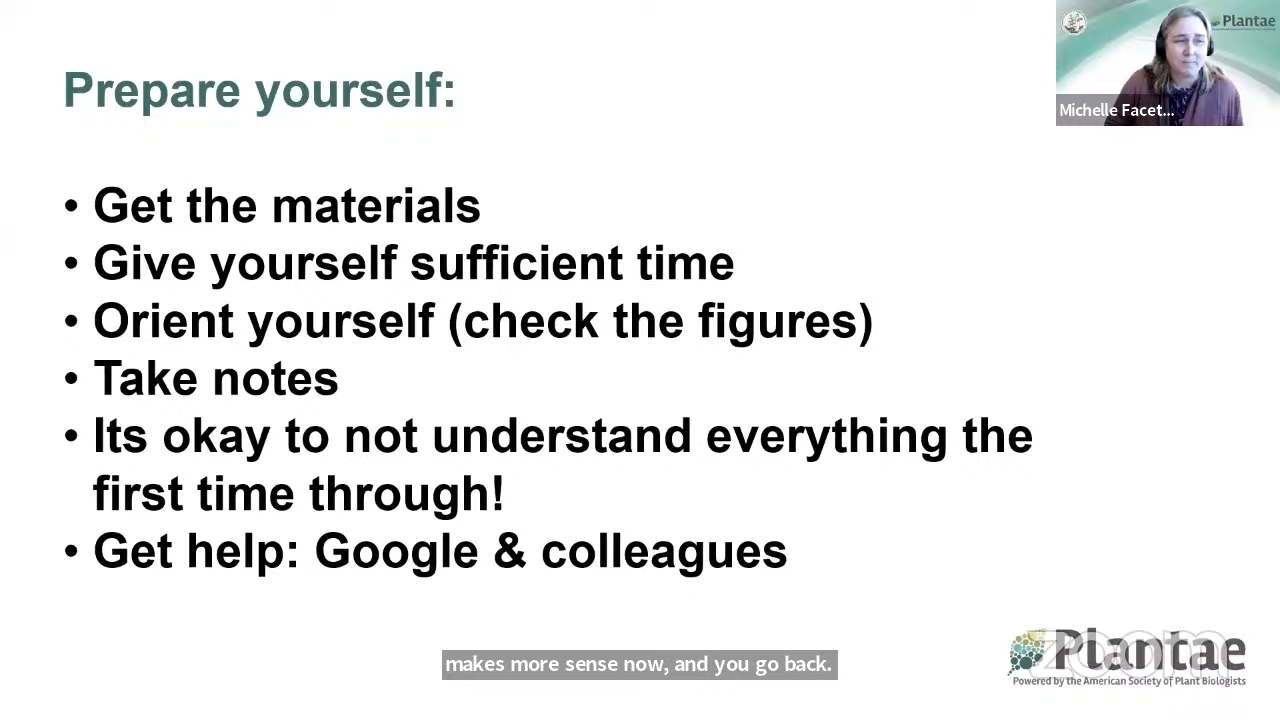 Plantae
Michelle Facet...
Prepare yourself:
• Get the materials
• Give yourself sufficient time
• Orient yourself (check the figures)
• Take notes
• Its okay to not understand everything the
first time through!
• Get help: Google & colleagues
makes more sense now, and you go back.
zoom
Plantae
Powered by the American Society of Plant Biologists